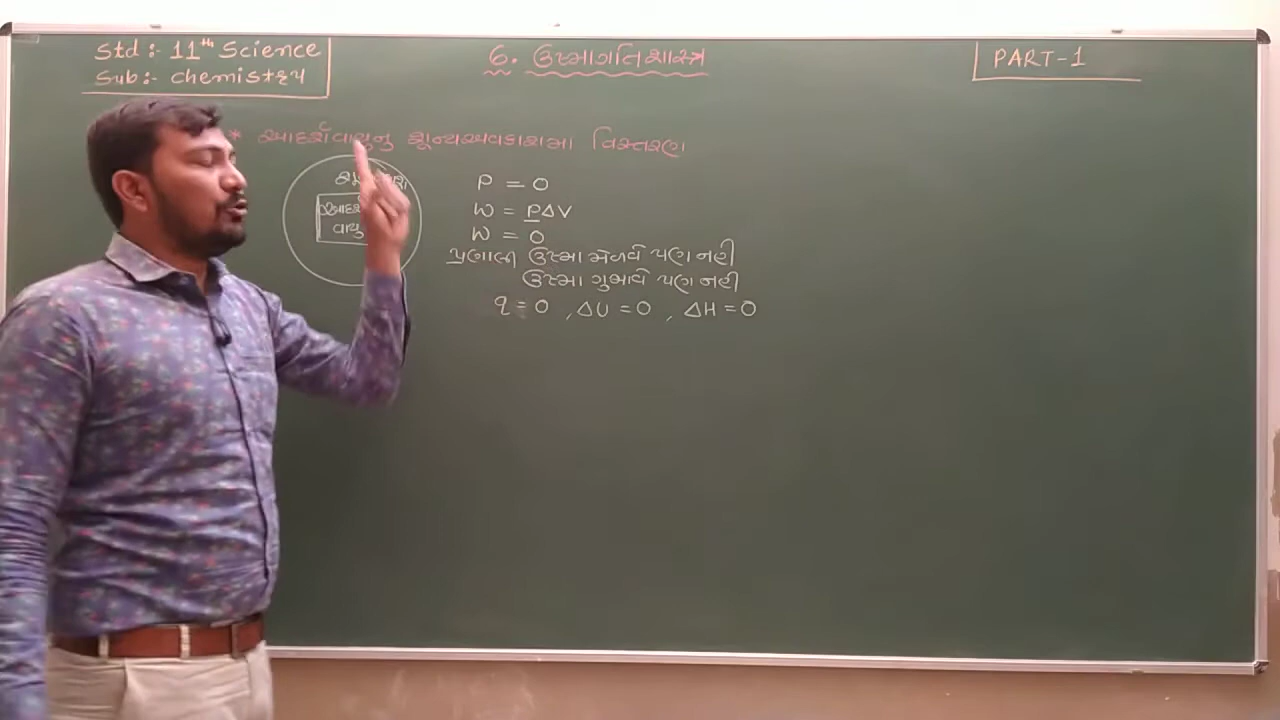 Std :- 11th Science
Sub :- chemistry
6. ઉષ્માગતિશાસ્ત્ર
PART-1
* આદર્શવાયુનુ શૂન્યઅવકાશમા વિસ્તરણ
આદર્શ
વાયુ
P = 0
W = PΔV
W = 0
પ્રણાલી ઉષ્મા મેળવે પણ નહી
ઉષ્મા ગુમાવે પણ નહી
q = 0 , ΔU = 0 , ΔH = 0